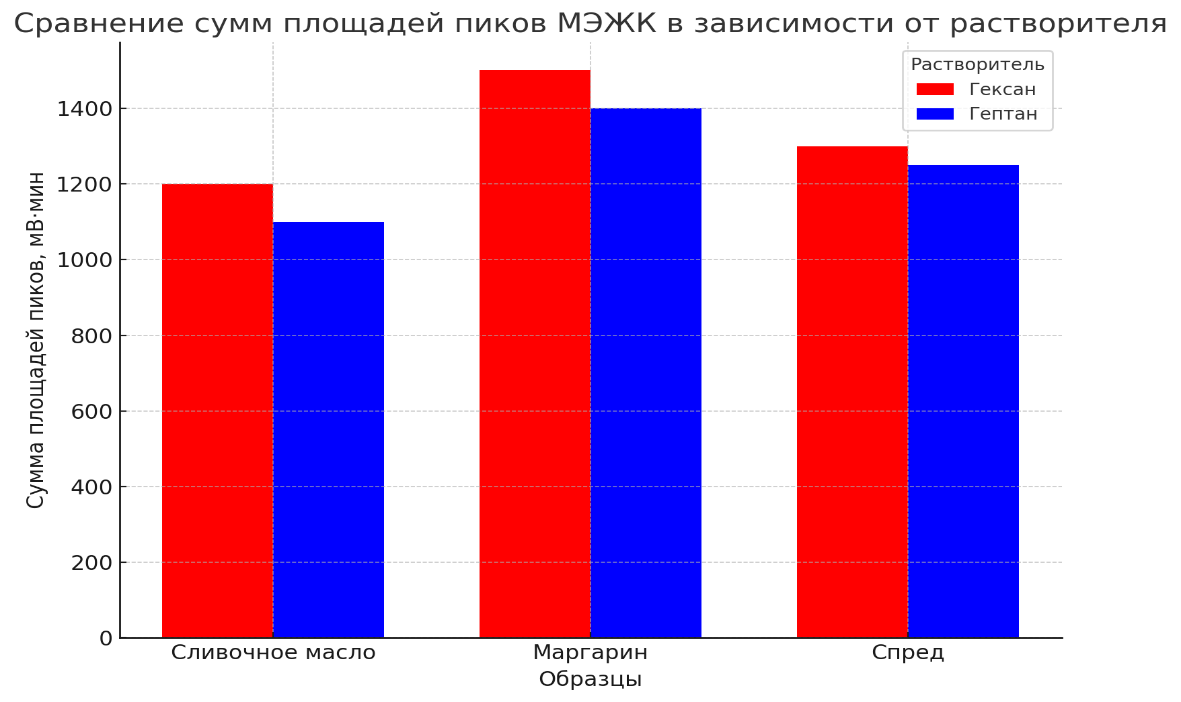 Сравнение сумм площадей пиков МЭЖК в зависимости от растворителя
Растворитель
Гексан
Гептан
Сумма площадей пиков, мВ·мин
1400
1200
1000
800
600
400
200
0
Сливочное масло
Маргарин
Спред
Образцы